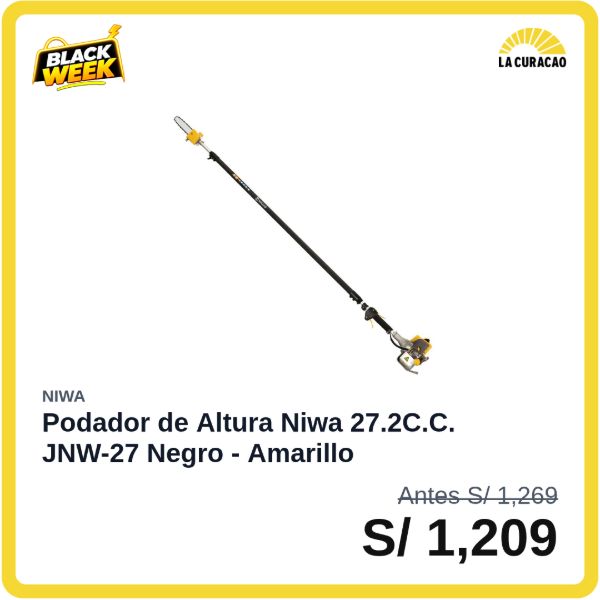 BLACK
WEEK
LA CURACAO
NIWA
Podador de Altura Niwa 27.2C.C.
JNW-27 Negro - Amarillo
Antes S/ 1,269
S/ 1,209